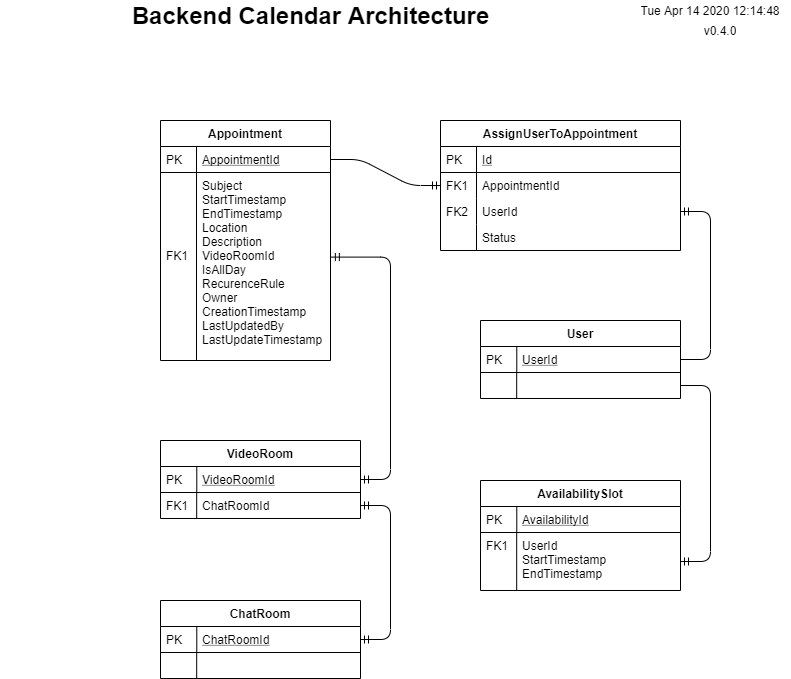 Backend Calendar Architecture
Tue Apr 14 2020 12:14:48
v0.4.0
Appointment
PK AppointmentId
Subject
StartTimestamp
EndTimestamp
Location
Description
FK1 VideoRoomId
IsAllDay
RecurenceRule
Owner
CreationTimestamp
LastUpdatedBy
LastUpdateTimestamp
AssignUserToAppointment
PK Id
FK1 AppointmentId
FK2 UserId
Status
User
PK UserId
VideoRoom
PK VideoRoomId
FK1 ChatRoomId
AvailabilitySlot
PK AvailabilityId
FK1 UserId
StartTimestamp
EndTimestamp
ChatRoom
PK ChatRoomId